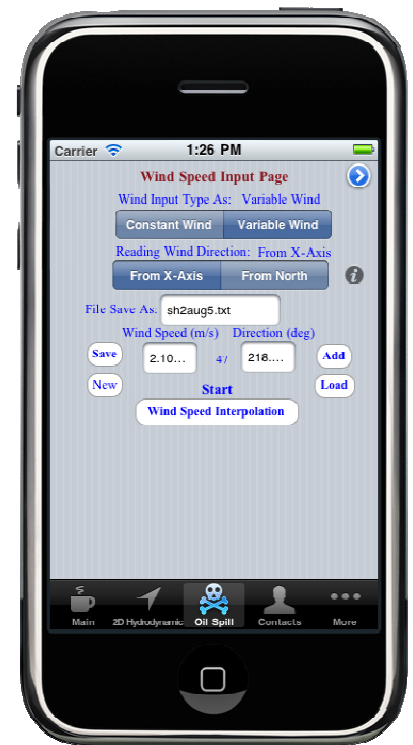 Carrier 1:26 PM
Wind Speed Input Page
Wind Input Type As: Variable Wind
Constant Wind Variable Wind
Reading Wind Direction: From X-Axis
From X-Axis From North
File Save As: sh2aug5.txt
Wind Speed (m/s) Direction (deg)
Save 2.10... 47 218.... Add
New Start Load
Wind Speed Interpolation
Main 2D Hydrodynamic Oil Spill Contacts More